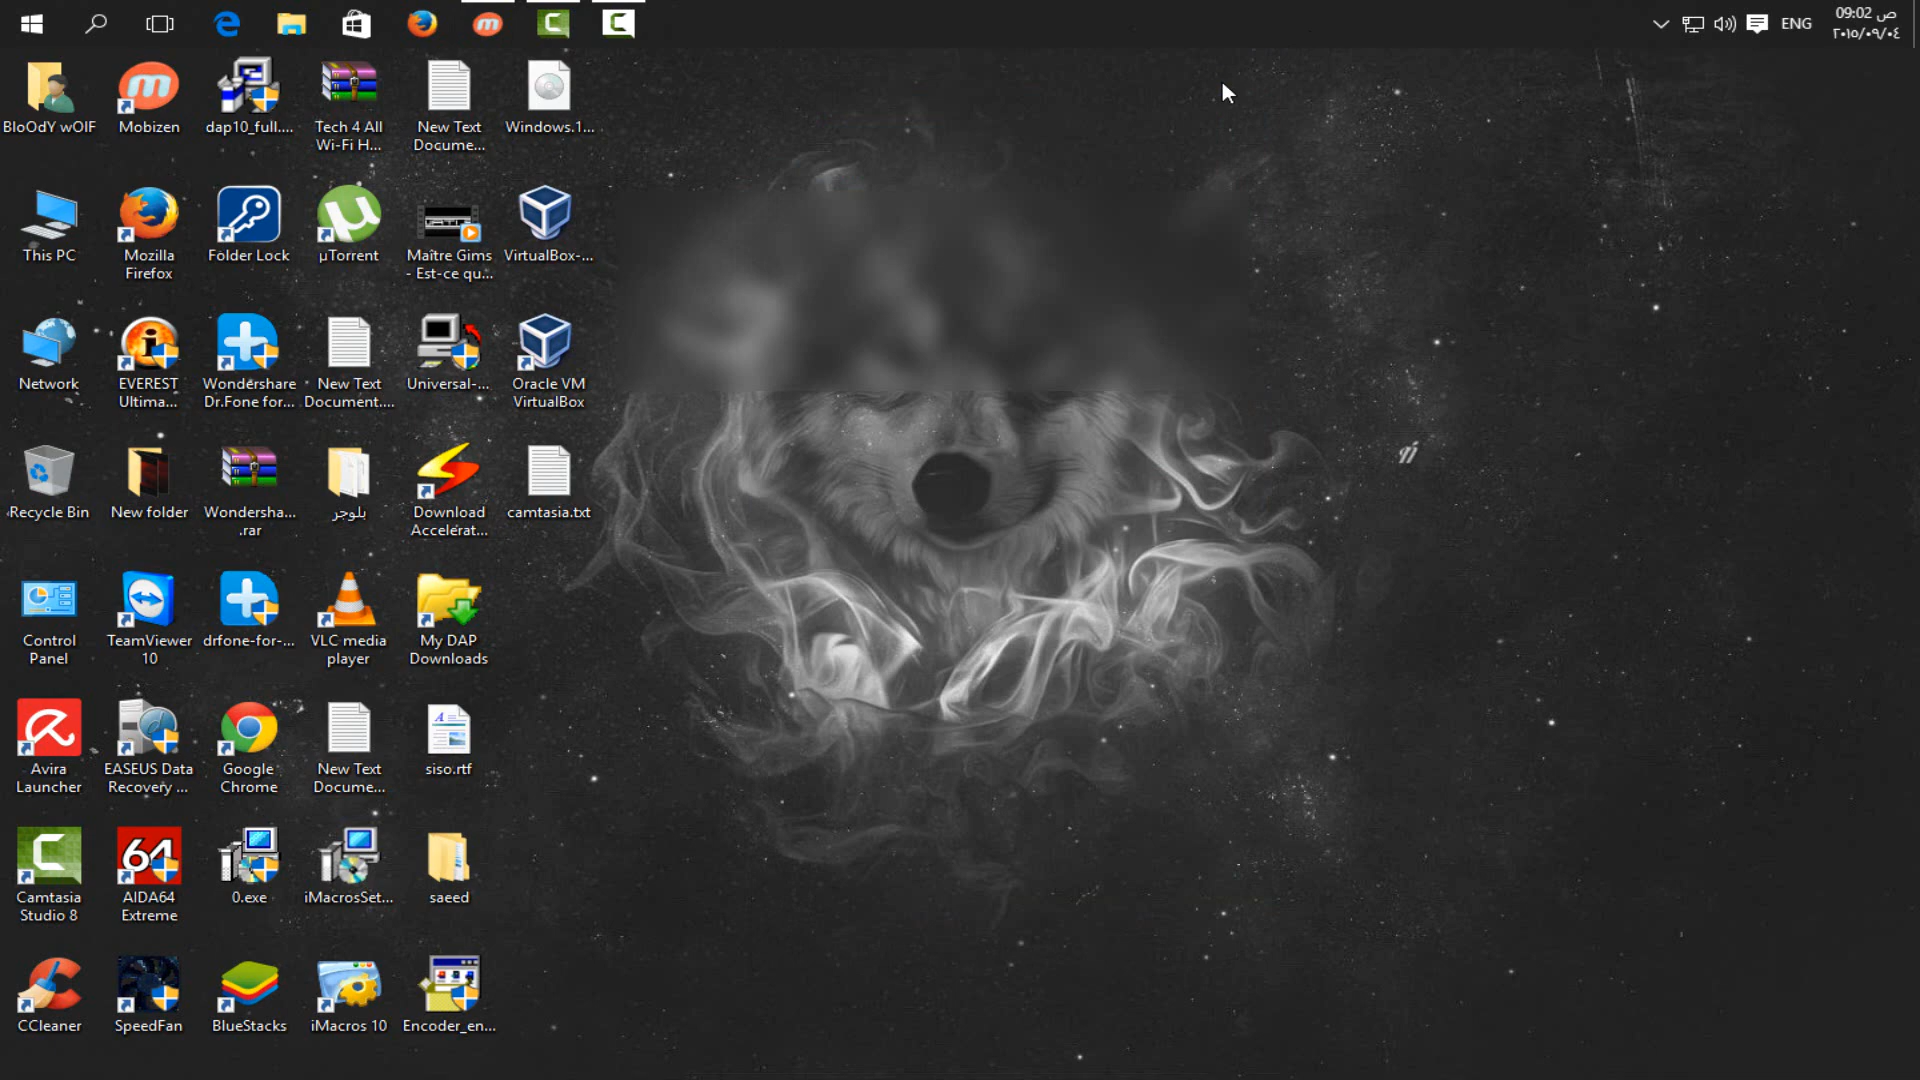 ENG
09:02 ص
٢٠١٥/٠٩/٠٤
BloOdY wOlF
Mobizen
dap10_full....
Tech 4 All
Wi-Fi H...
New Text
Docume...
Windows.1...
This PC
Mozilla
Firefox
Folder Lock
µTorrent
Maître Gims
- Est-ce qu...
VirtualBox-...
Network
EVEREST
Ultima...
Wondershare
Dr.Fone for...
New Text
Document....
Universal-...
Oracle VM
VirtualBox
Recycle Bin
New folder
Wondersha...
.rar
بلوجر
Download
Accelerat...
camtasia.txt
Control
Panel
TeamViewer
10
drfone-for-...
VLC media
player
My DAP
Downloads
Avira
Launcher
EASEUS Data
Recovery ...
Google
Chrome
New Text
Docume...
siso.rtf
Camtasia
Studio 8
64
AIDA64
Extreme
0.exe
iMacrosSet...
saeed
CCleaner
SpeedFan
BlueStacks
iMacros 10
Encoder_en...